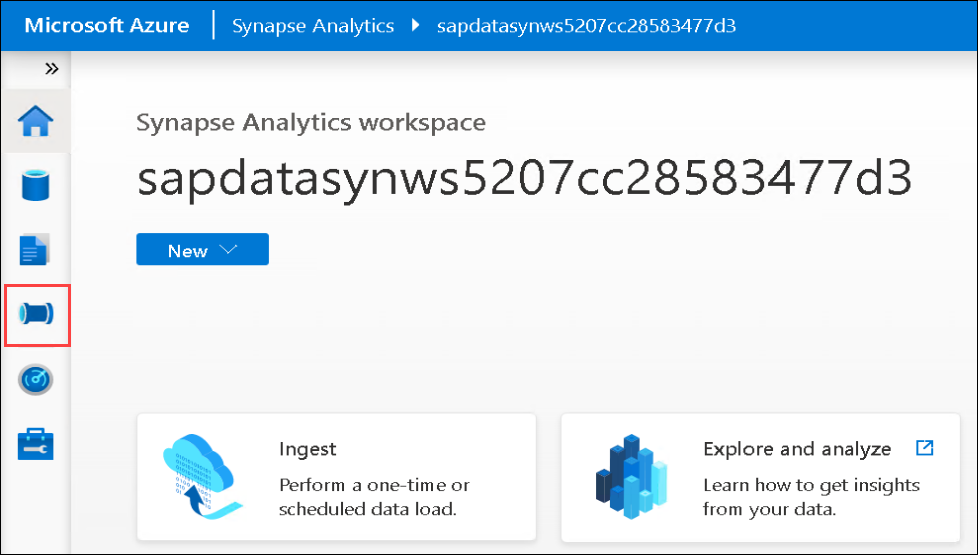 Microsoft Azure Synapse Analytics sapdatasynws5207cc28583477d3
Synapse Analytics workspace
sapdatasynws5207cc28583477d3
New
Ingest
Perform a one-time or
scheduled data load.
Explore and analyze
Learn how to get insights
from your data.